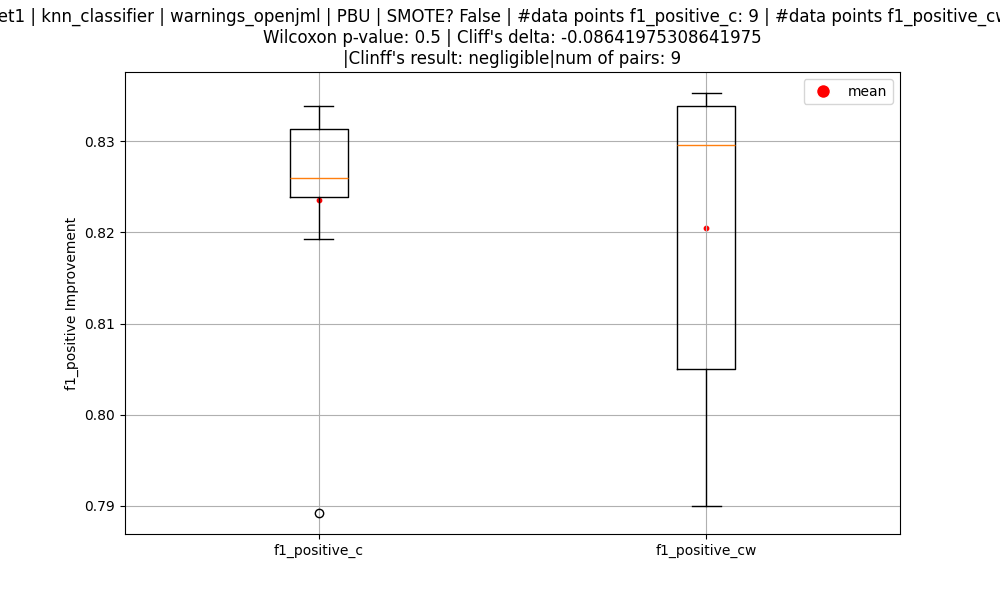 et1 | knn_classifier | warnings_openjml | PBU | SMOTE? False | #data points f1_positive_c: 9 | #data points f1_positive_cw
Wilcoxon p-value: 0.5 | Cliff's delta: -0.08641975308641975
|Clinff's result: negligible|num of pairs: 9
mean
0.83
0.82
0.81
0.80
0.79
f1_positive Improvement
f1_positive_c
f1_positive_cw